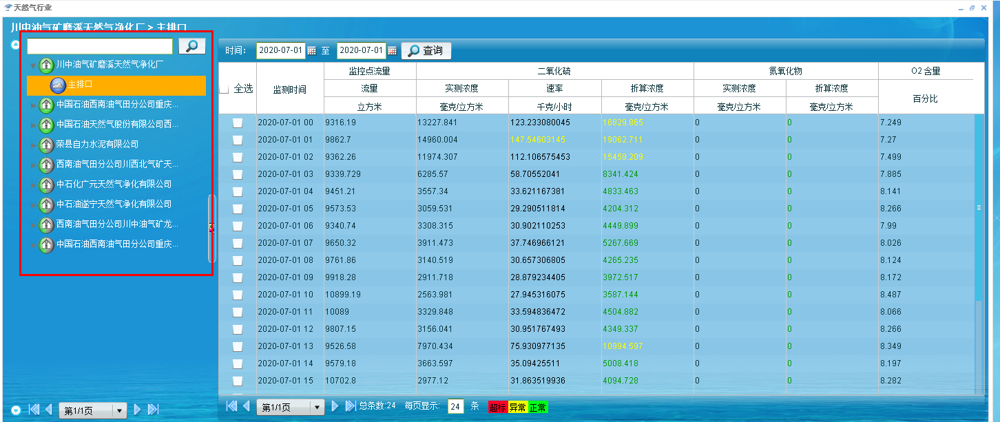 天然气行业
川中油气矿磨溪天然气净化厂 > 主排口
川中油气矿磨溪天然气净化厂
主排口
中国石油西南油气田分公司重庆...
中国石油天然气股份有限公司西...
荣县自力水泥有限公司
西南油气田分公司川西北气矿天...
中石化广元天然气净化有限公司
中石油遂宁天然气净化有限公司
西南油气田分公司川中油气矿龙...
中国石油西南油气田分公司重庆...
第1/1页
时间: 2020-07-01 至 2020-07-01 查询
全选 监测时间 监控点流量 二氧化硫 氮氧化物 O2含量
流量 实测浓度 速率 折算浓度 实测浓度 折算浓度 百分比
立方米 毫克/立方米 千克/小时 毫克/立方米 毫克/立方米 毫克/立方米
2020-07-01 00 9316.19 13227.841 123.233080045 16829.865 0 0 7.249
2020-07-01 01 9862.7 14960.004 147.54603145 19062.711 0 0 7.27
2020-07-01 02 9362.26 11974.307 112.106575453 15459.209 0 0 7.499
2020-07-01 03 9339.729 6285.57 58.70552041 8341.424 0 0 7.885
2020-07-01 04 9451.21 3557.34 33.621167381 4833.463 0 0 8.141
2020-07-01 05 9573.53 3059.531 29.290511814 4204.312 0 0 8.266
2020-07-01 06 9340.74 3308.315 30.902110253 4449.899 0 0 7.99
2020-07-01 07 9650.32 3911.473 37.746966121 5267.669 0 0 8.026
2020-07-01 08 9761.86 3140.519 30.657306805 4265.235 0 0 8.124
2020-07-01 09 9918.28 2911.718 28.879234405 3972.517 0 0 8.172
2020-07-01 10 10899.19 2563.981 27.945316075 3587.144 0 0 8.487
2020-07-01 11 10089 3329.848 33.594836472 4504.882 0 0 8.066
2020-07-01 12 9807.15 3156.041 30.951767493 4349.337 0 0 8.266
2020-07-01 13 9526.58 7970.434 75.930977135 10994.597 0 0 8.349
2020-07-01 14 9579.18 3663.597 35.09425511 5008.418 0 0 8.197
2020-07-01 15 10702.8 2977.12 31.863519936 4094.728 0 0 8.282
第1/1页 总条数:24 每页显示: 24 条 超标 异常 正常